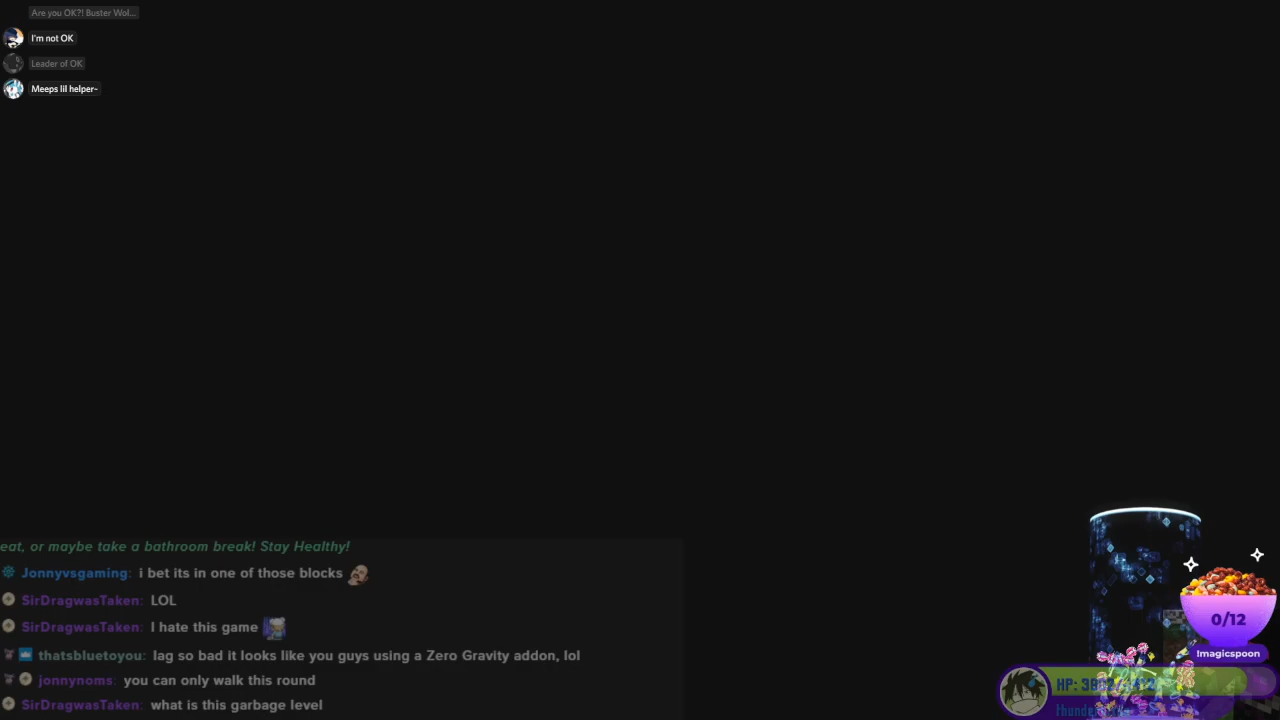 Are you OK?! Buster Wol...
I'm not OK
Leader of OK
Meeps lil helper~
eat, or maybe take a bathroom break! Stay Healthy!
Jonnyvsgaming: i bet its in one of those blocks
SirDragwasTaken: LOL
SirDragwasTaken: I hate this game
thatsbluetoyou: lag so bad it looks like you guys using a Zero Gravity addon, lol
jonnynoms: you can only walk this round
SirDragwasTaken: what is this garbage level
0/12
!magicspoon
HP: